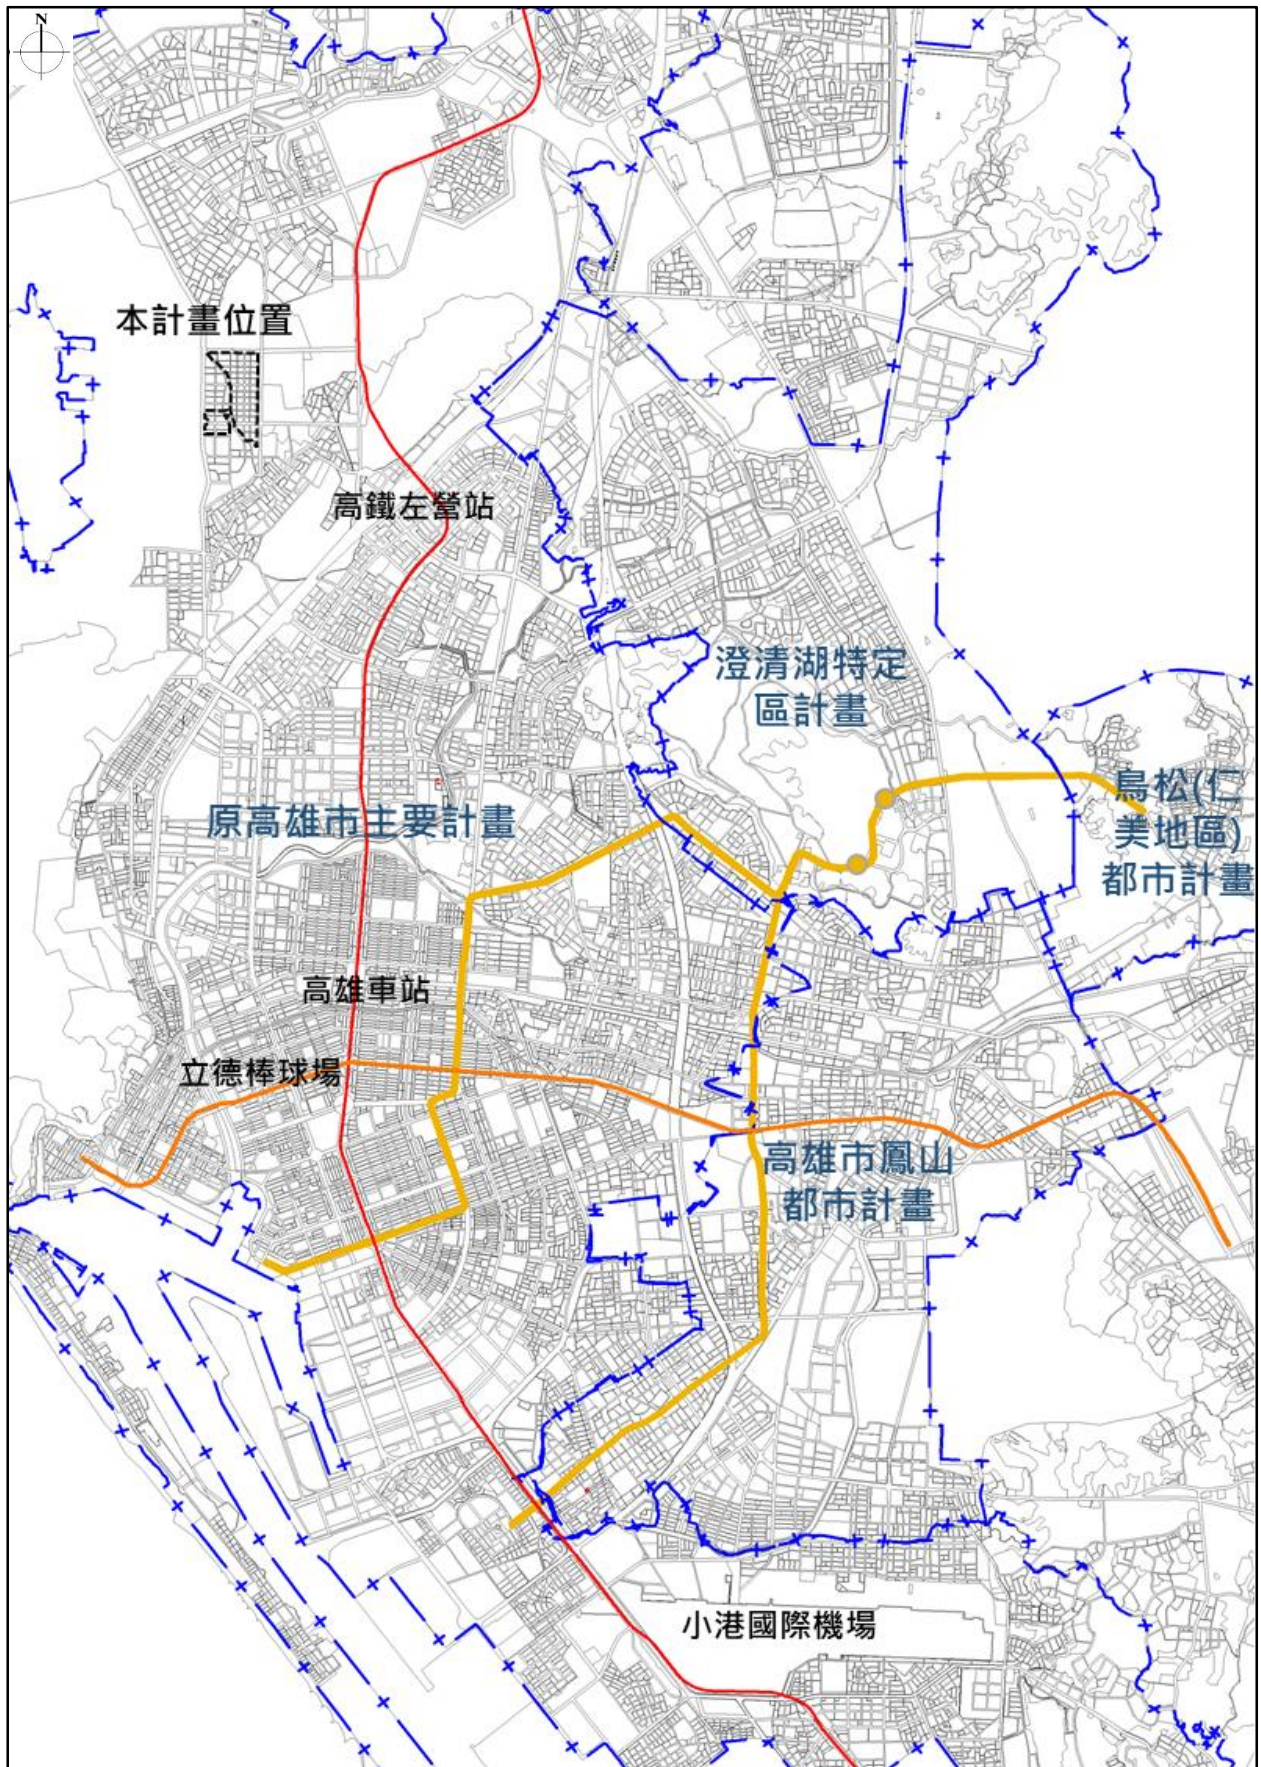 N
本計畫位置
高鐵左營站
澄清湖特定
區計畫
鳥松(仁
美地區)
都市計畫
原高雄市主要計畫
高雄車站
立德棒球場
高雄市鳳山
都市計畫
小港國際機場